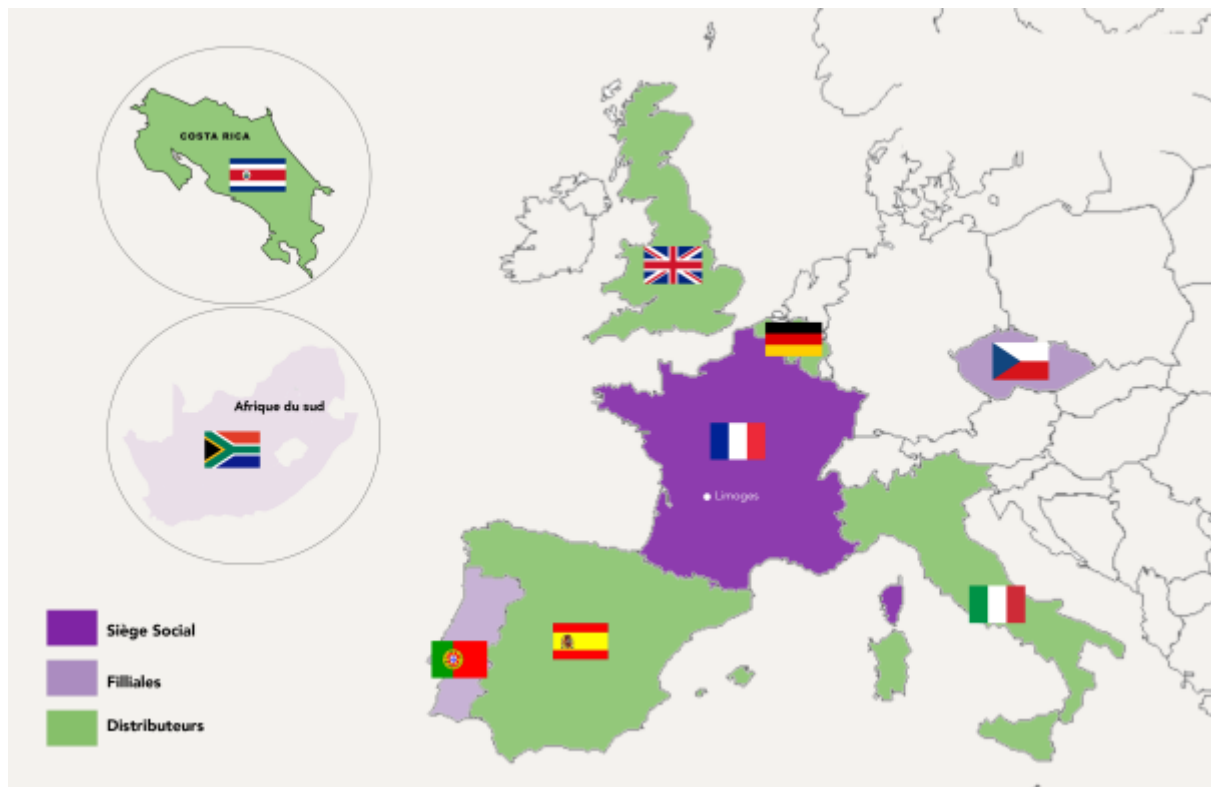 COSTA RICA
Afrique du sud
Limoges
Siège Social
Filliales
Distributeurs